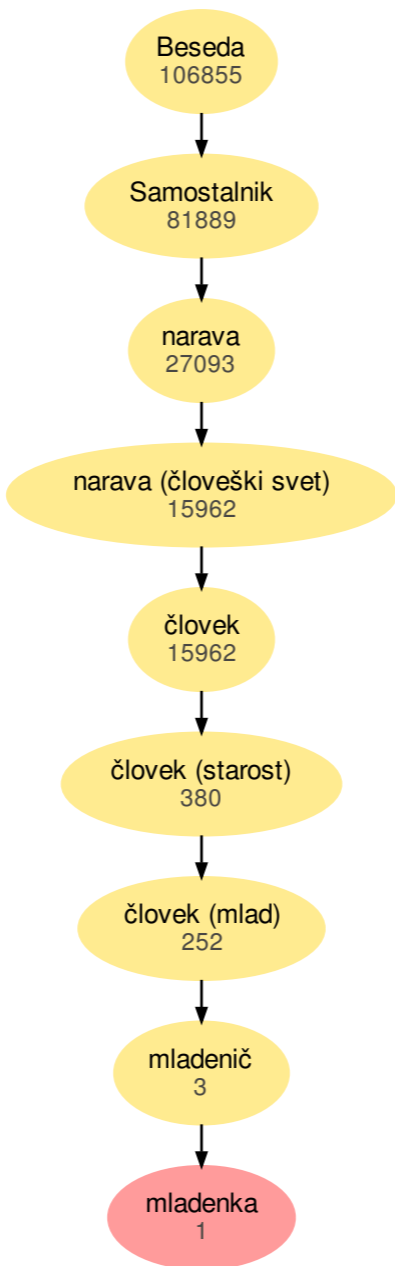 Beseda
106855
Samostalnik
81889
narava
27093
narava (človeški svet)
15962
človek
15962
človek (starost)
380
človek (mlad)
252
mladenič
3
mladenka
1